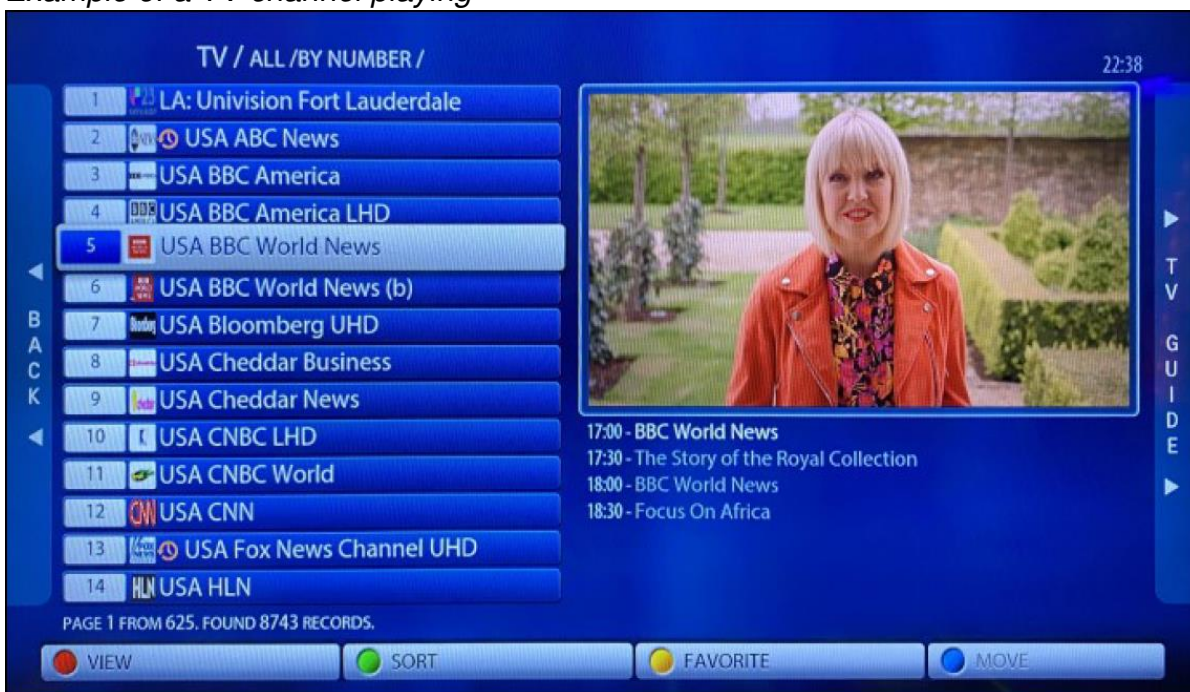 Example of a TV channel playing
TV / ALL /BY NUMBER /
22:38
1 LA: Univision Fort Lauderdale
2 USA ABC News
3 USA BBC America
4 BBC USA BBC America LHD
5 USA BBC World News
6 USA BBC World News (b)
7 USA Bloomberg UHD
8 USA Cheddar Business
9 USA Cheddar News
10 USA CNBC LHD
11 USA CNBC World
12 CNN USA CNN
13 USA Fox News Channel UHD
14 HLN USA HLN
PAGE 1 FROM 625. FOUND 8743 RECORDS.
BACK
17:00 - BBC World News
17:30 - The Story of the Royal Collection
18:00 - BBC World News
18:30 - Focus On Africa
TV GUIDE
VIEW
SORT
FAVORITE
MOVE